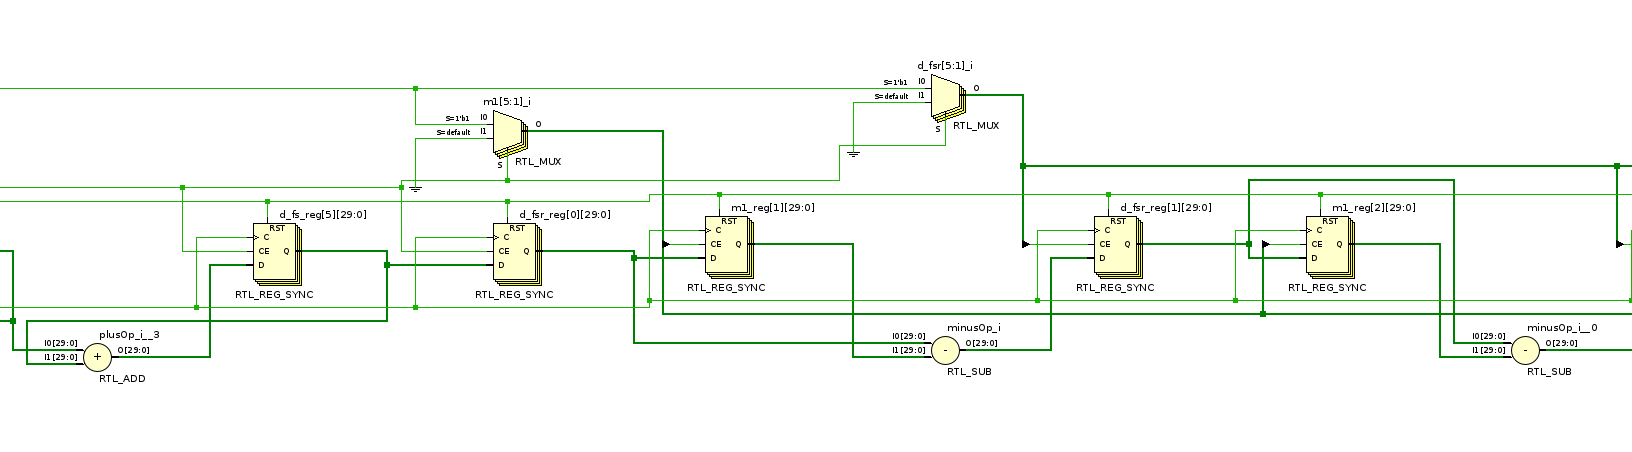 d_fsr[5:1]_i
S=1'b1 I0
S=default I1
O
S
RTL_MUX
m1[5:1]_i
S=1'b1 I0
S=default I1
O
S
RTL_MUX
d_fs_reg[5][29:0]
RST
C
CE Q
D
RTL_REG_SYNC
d_fsr_reg[0][29:0]
RST
C
CE Q
D
RTL_REG_SYNC
m1_reg[1][29:0]
RST
C
CE Q
D
RTL_REG_SYNC
d_fsr_reg[1][29:0]
RST
C
CE Q
D
RTL_REG_SYNC
m1_reg[2][29:0]
RST
C
CE Q
D
RTL_REG_SYNC
plusOp_i__3
I0[29:0]
I1[29:0]
+
O[29:0]
RTL_ADD
minusOp_i
I0[29:0]
I1[29:0]
-
O[29:0]
RTL_SUB
minusOp_i__0
I0[29:0]
I1[29:0]
-
O[29:0]
RTL_SUB